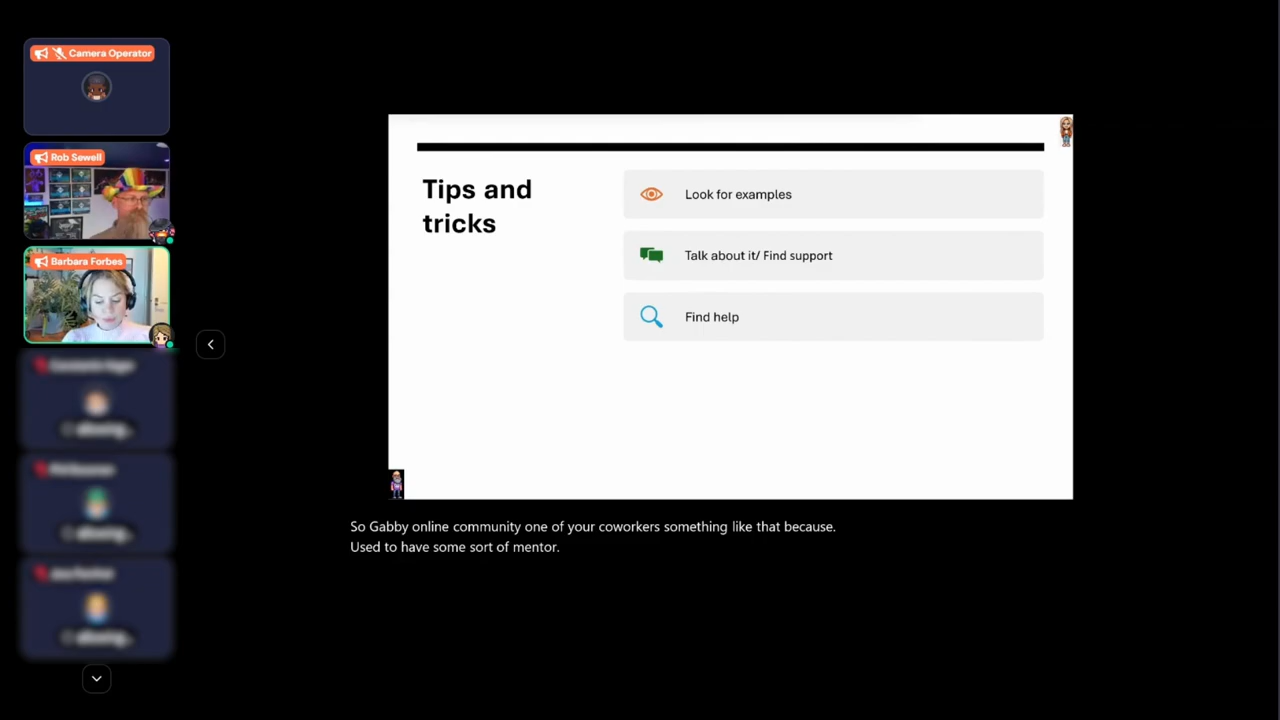 Camera Operator
Rob Sewell
Barbara Forbes
Tips and
tricks
Look for examples
Talk about it/ Find support
Find help
So Gabby online community one of your coworkers something like that because.
Used to have some sort of mentor.